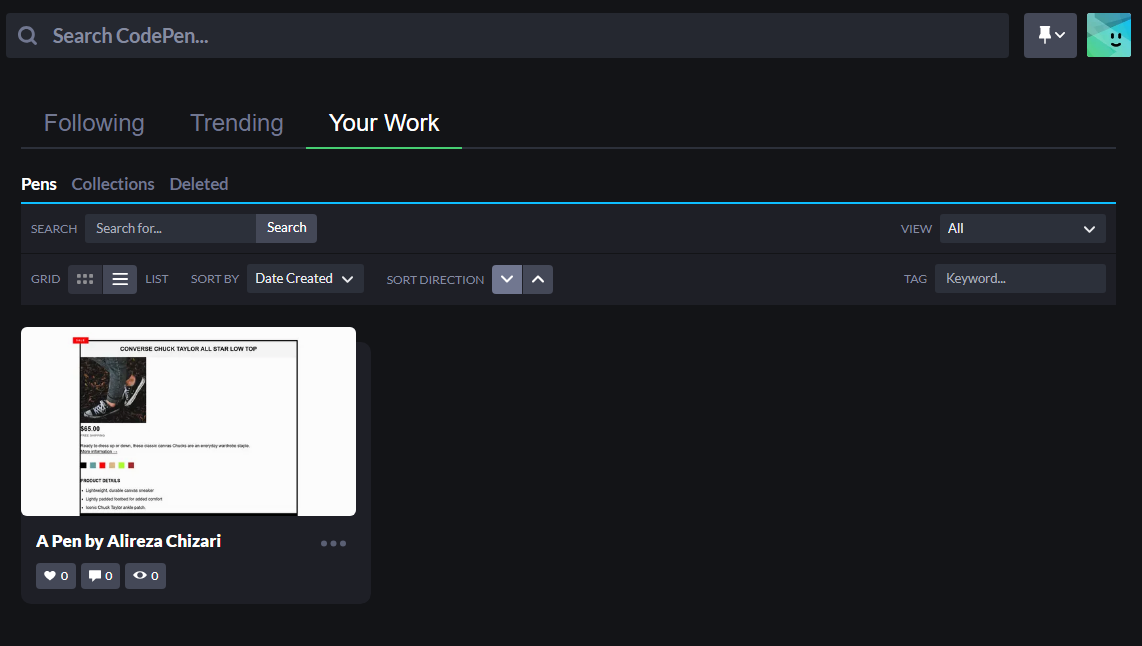 Search CodePen...
Following Trending Your Work
Pens Collections Deleted
SEARCH Search for... Search VIEW All
GRID LIST SORT BY Date Created SORT DIRECTION TAG Keyword...
SALE
CONVERSE CHUCK TAYLOR ALL STAR LOW TOP
$65.00
FREE SHIPPING
Ready to dress up or down, these classic canvas Chucks are an everyday wardrobe staple.
More information →
PRODUCT DETAILS
• Lightweight, durable canvas sneaker
• Lightly padded footbed for added comfort
• Iconic Chuck Taylor ankle patch.
A Pen by Alireza Chizari
0 0 0